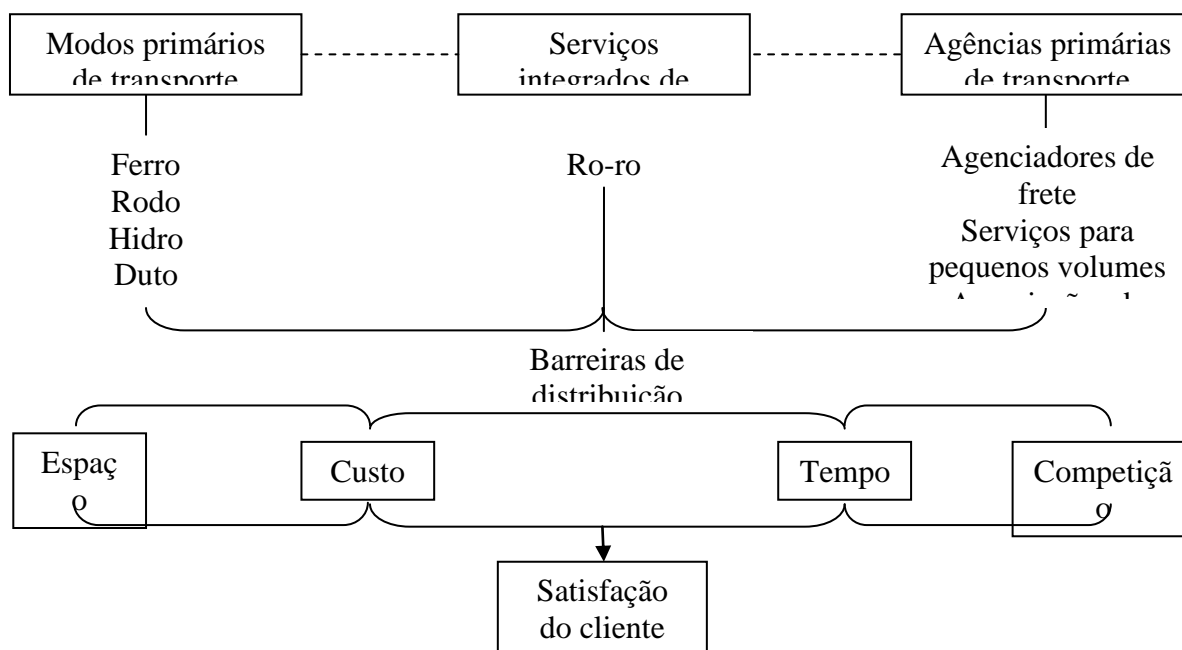 Modos primários
de transporte
Serviços
integrados de
Agências primárias
de transporte
Ferro
Rodo
Hidro
Duto
Ro-ro
Agenciadores de
frete
Serviços para
pequenos volumes
Barreiras de
distribuição
Espaç
o
Custo
Tempo
Competiçã
o
Satisfação
do cliente